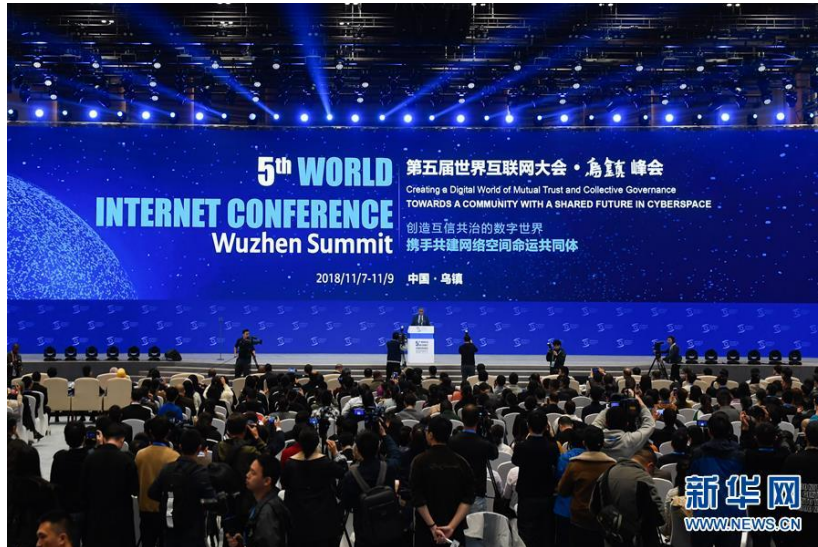 5th WORLD
INTERNET CONFERENCE
Wuzhen Summit
2018/11/7-11/9
第五届世界互联网大会·乌镇 峰会
Creating a Digital World of Mutual Trust and Collective Governance
TOWARDS A COMMUNITY WITH A SHARED FUTURE IN CYBERSPACE
创造互信共治的数字世界
携手共建网络空间命运共同体
中国·乌镇
新华网
WWW.NEWS.CN